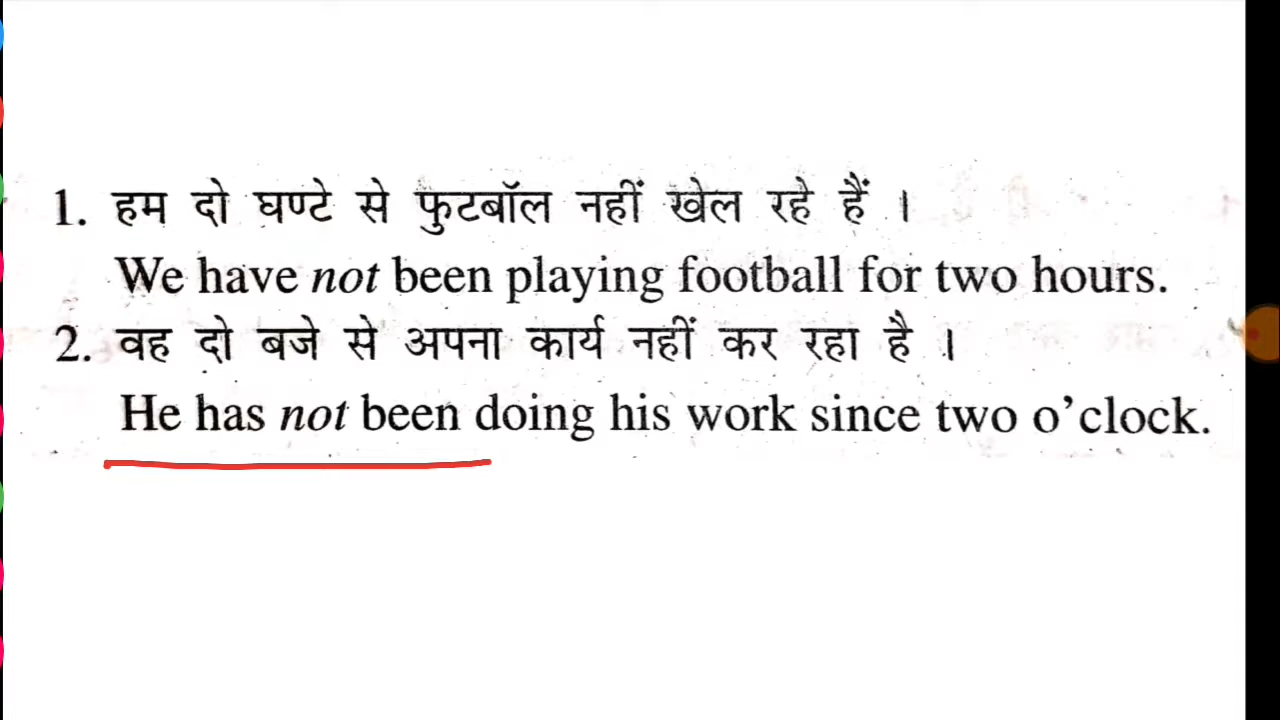 1. हम दो घण्टे से फुटबॉल नहीं खेल रहे हैं ।
We have not been playing football for two hours.
2. वह दो बजे से अपना कार्य नहीं कर रहा है ।
He has not been doing his work since two o’clock.